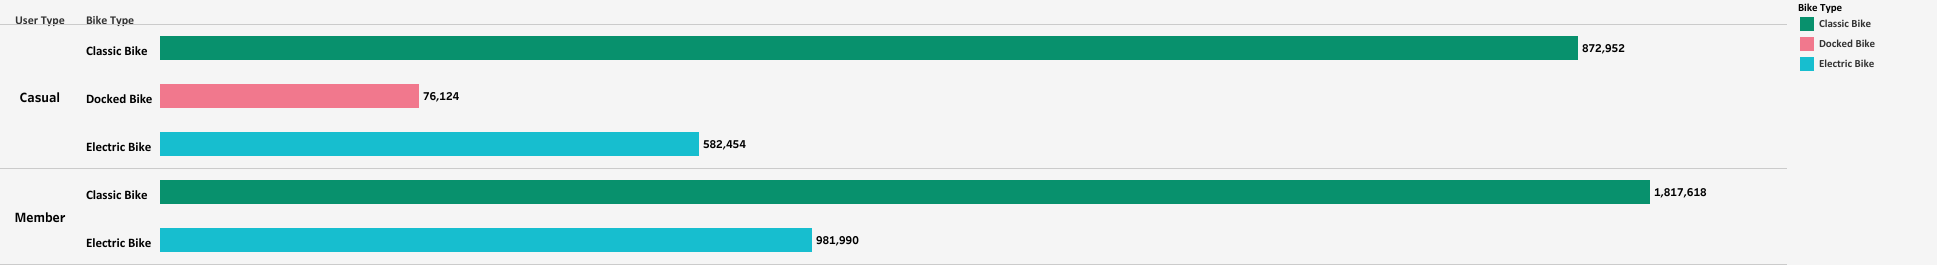 User Type Bike Type
Classic Bike 872,952
Casual Docked Bike 76,124
Electric Bike 582,454
Classic Bike 1,817,618
Member
Electric Bike 981,990
Bike Type
Classic Bike
Docked Bike
Electric Bike